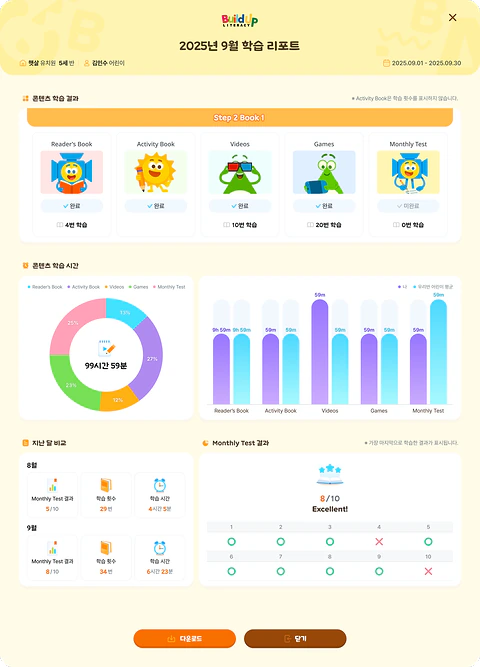 BuildUp
LITERACY
2025년 9월 학습 리포트
햇살 유치원 5세 반 김민수 어린이
2025.09.01 - 2025.09.30
콘텐츠 학습 결과
* Activity Book은 학습 횟수를 표시하지 않습니다.
Step 2 Book 1
Reader's Book Activity Book Videos Games Monthly Test
완료 완료 완료 완료 미완료
4번 학습 10번 학습 20번 학습 0번 학습
콘텐츠 학습 시간
Reader's Book Activity Book Videos Games Monthly Test
13%
27%
12%
23%
25%
99시간 59분
나 우리반 어린이 평균
9h 59m 9h 59m 59m 59m 59m 59m 59m 59m 59m 59m
Reader's Book Activity Book Videos Games Monthly Test
지난 달 비교
8월
Monthly Test 결과 학습 횟수 학습 시간
5/10 29번 4시간 5분
9월
Monthly Test 결과 학습 횟수 학습 시간
8/10 34번 6시간 23분
Monthly Test 결과
* 가장 마지막으로 학습한 결과가 표시됩니다.
8/10
Excellent!
1 2 3 4 5
6 7 8 9 10
다운로드 닫기